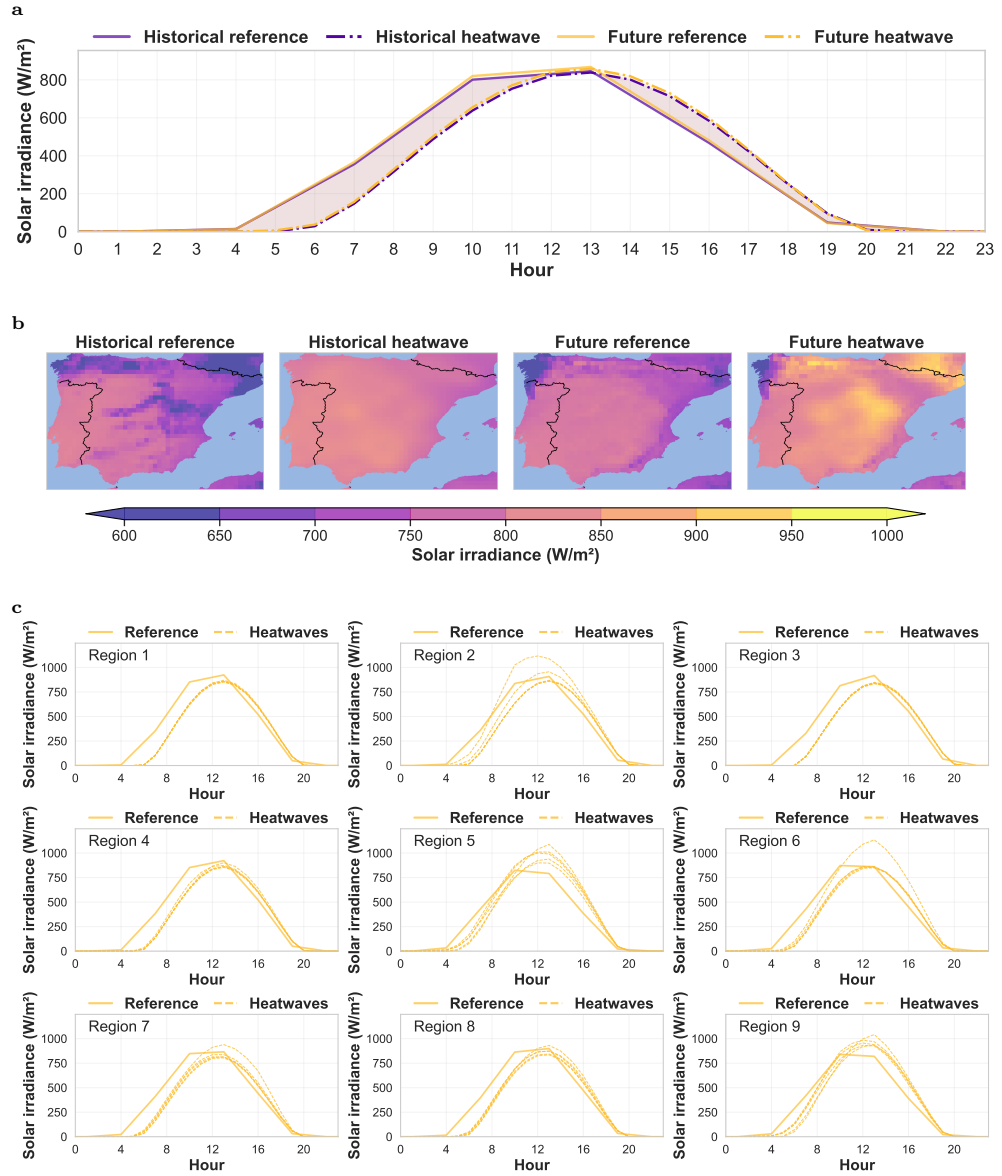 a
Historical reference Historical heatwave Future reference Future heatwave
Solar irradiance (W/m²)
800
600
400
200
0
0 1 2 3 4 5 6 7 8 9 10 11 12 13 14 15 16 17 18 19 20 21 22 23
Hour
b
Historical reference Historical heatwave Future reference Future heatwave
600 650 700 750 800 850 900 950 1000
Solar irradiance (W/m²)
c
Reference Heatwaves
Region 1
Solar irradiance (W/m²)
1000
750
500
250
0
0 4 8 12 16 20
Hour
Reference Heatwaves
Region 2
Solar irradiance (W/m²)
1000
750
500
250
0
0 4 8 12 16 20
Hour
Reference Heatwaves
Region 3
Solar irradiance (W/m²)
1000
750
500
250
0
0 4 8 12 16 20
Hour
Reference Heatwaves
Region 4
Solar irradiance (W/m²)
1000
750
500
250
0
0 4 8 12 16 20
Hour
Reference Heatwaves
Region 5
Solar irradiance (W/m²)
1000
750
500
250
0
0 4 8 12 16 20
Hour
Reference Heatwaves
Region 6
Solar irradiance (W/m²)
1000
750
500
250
0
0 4 8 12 16 20
Hour
Reference Heatwaves
Region 7
Solar irradiance (W/m²)
1000
750
500
250
0
0 4 8 12 16 20
Hour
Reference Heatwaves
Region 8
Solar irradiance (W/m²)
1000
750
500
250
0
0 4 8 12 16 20
Hour
Reference Heatwaves
Region 9
Solar irradiance (W/m²)
1000
750
500
250
0
0 4 8 12 16 20
Hour